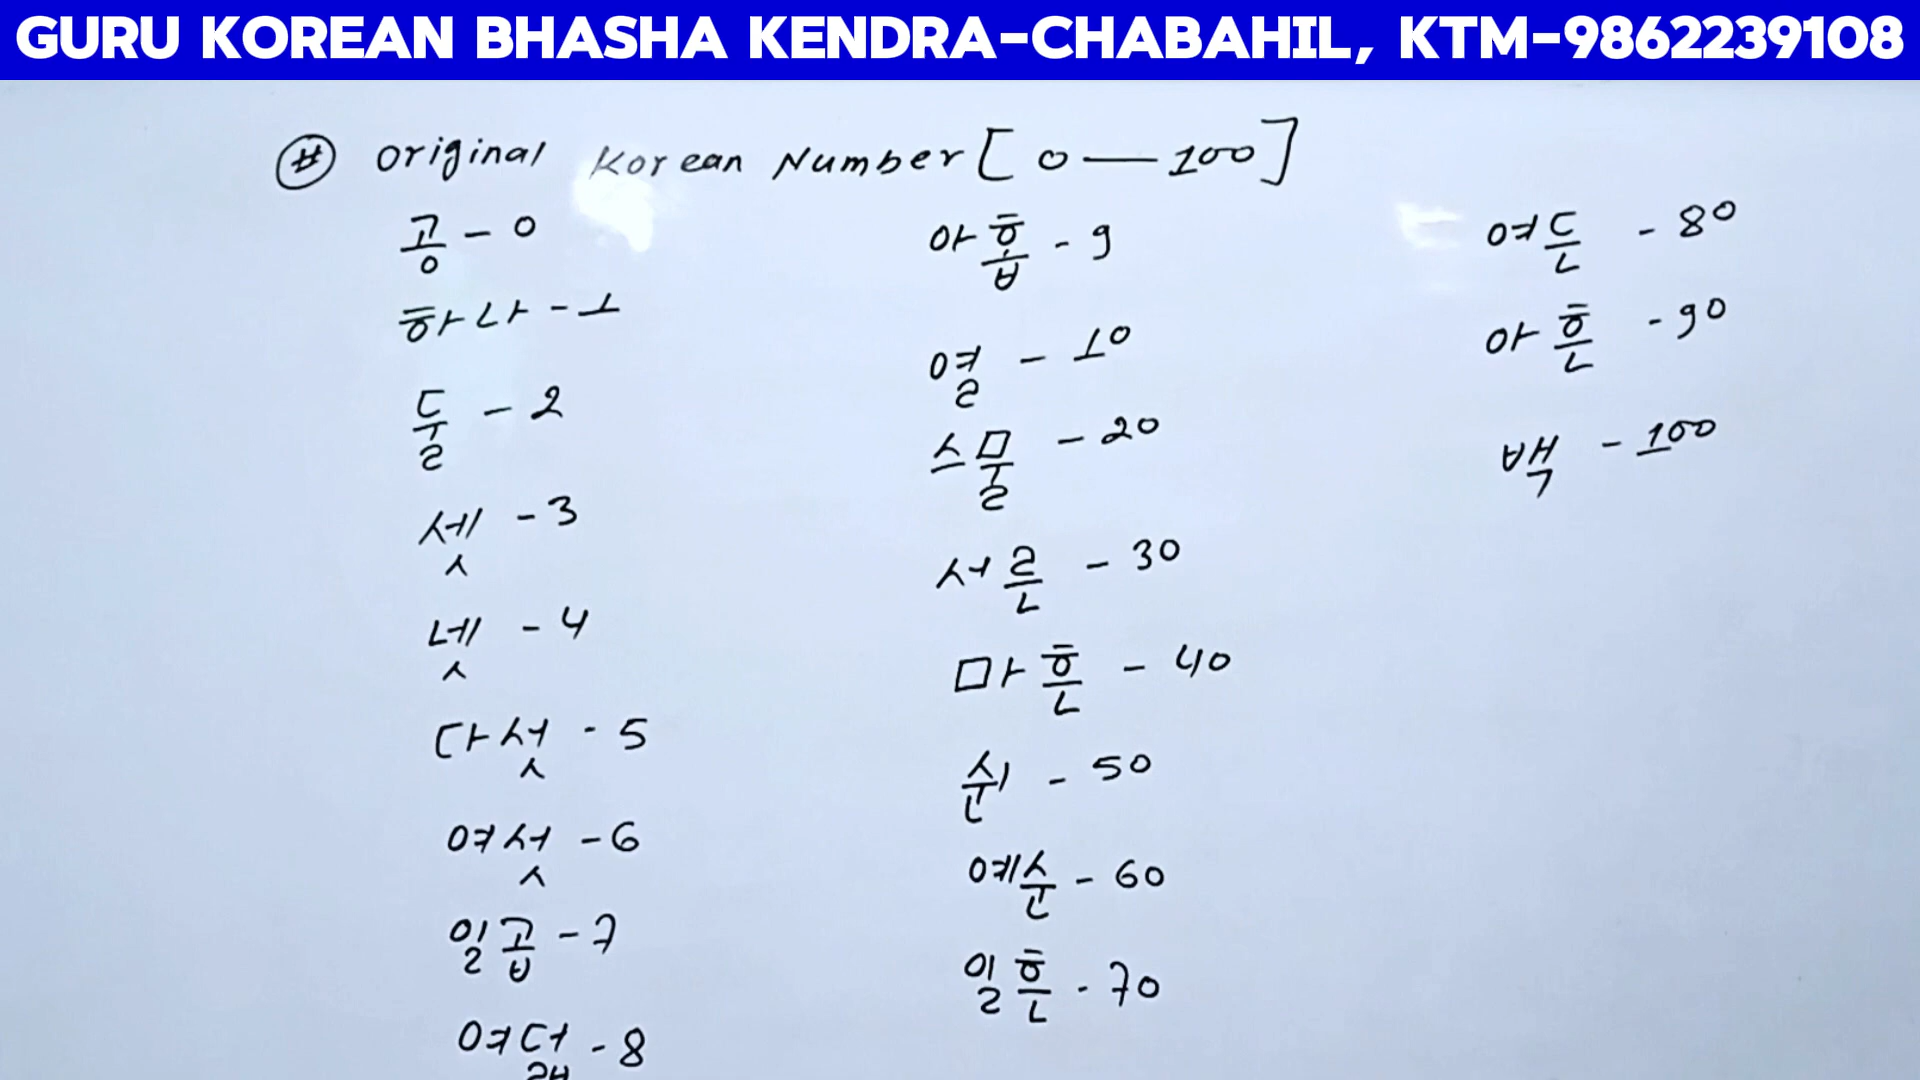 GURU KOREAN BHASHA KENDRA-CHABAHIL, KTM-9862239108
# Original Korean Number [0 — 100]
공 - 0
하나 - 1
둘 - 2
셋 - 3
넷 - 4
다섯 - 5
여섯 - 6
일곱 - 7
여덟 - 8
아홉 - 9
열 - 10
스물 - 20
서른 - 30
마흔 - 40
쉰 - 50
예순 - 60
일흔 - 70
여든 - 80
아흔 - 90
백 - 100